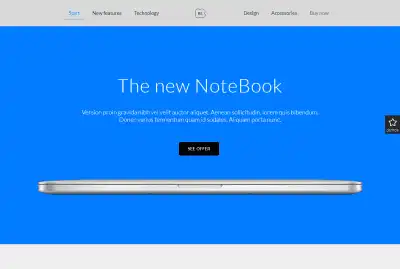 Start
New features
Technology
Design
Accessories
Buy now
The new NoteBook
Version proin gravida nibh vel velit auctor aliquet. Aenean sollicitudin, lorem quis bibendum.
Donec varius fermentum quam id sodales. Aliquam porta nunc.
SEE OFFER
demos